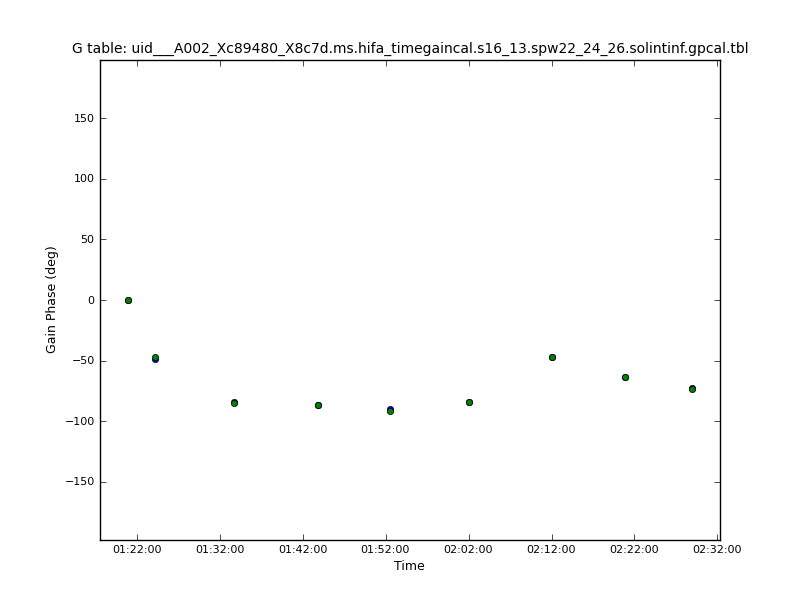 G table: uid___A002_Xc89480_X8c7d.ms.hifa_timegaincal.s16_13.spw22_24_26.solintinf.gpcal.tbl
150
100
50
0
−50
−100
−150
Gain Phase (deg)
01:22:00 01:32:00 01:42:00 01:52:00 02:02:00 02:12:00 02:22:00 02:32:00
Time